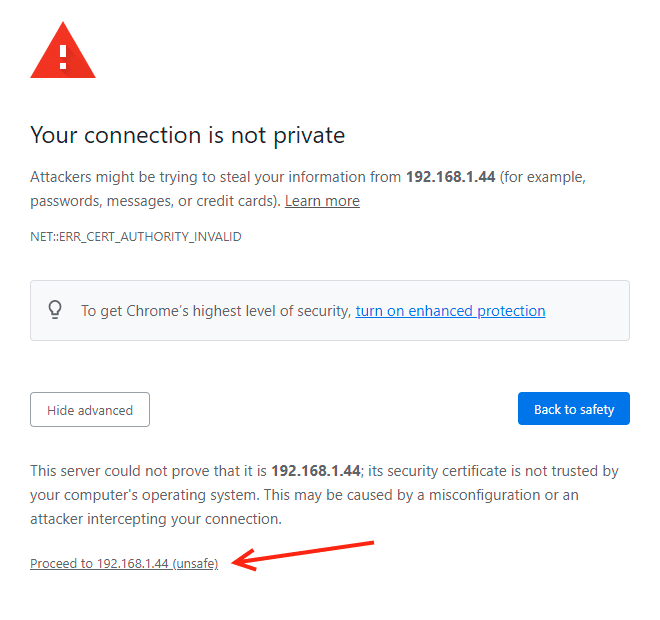 Your connection is not private
Attackers might be trying to steal your information from 192.168.1.44 (for example,
passwords, messages, or credit cards). Learn more
NET::ERR_CERT_AUTHORITY_INVALID
To get Chrome's highest level of security, turn on enhanced protection
Hide advanced
Back to safety
This server could not prove that it is 192.168.1.44; its security certificate is not trusted by
your computer's operating system. This may be caused by a misconfiguration or an
attacker intercepting your connection.
Proceed to 192.168.1.44 (unsafe)